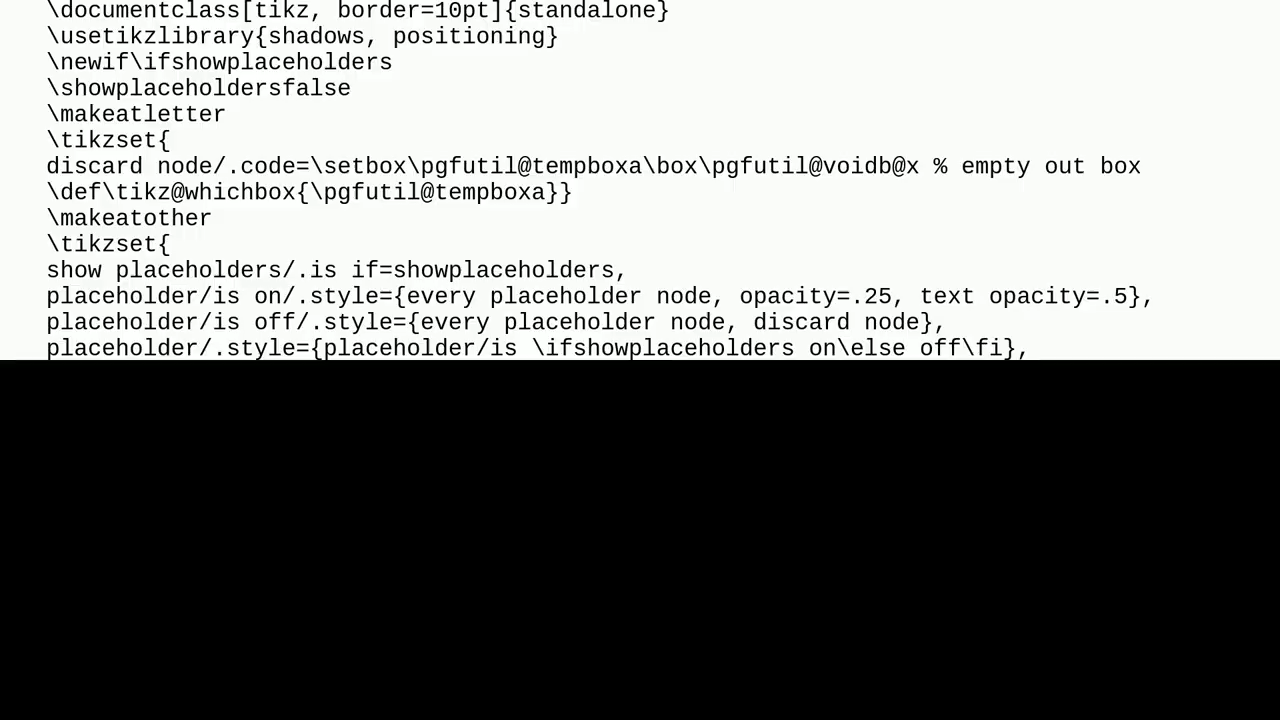 \documentclass[tikz, border=10pt]{standalone}
\usetikzlibrary{shadows, positioning}
\newif\ifshowplaceholders
\showplaceholdersfalse
\makeatletter
\tikzset{
discard node/.code=\setbox\pgfutil@tempboxa\box\pgfutil@voidb@x % empty out box
\def\tikz@whichbox{\pgfutil@tempboxa}}
\makeatother
\tikzset{
show placeholders/.is if=showplaceholders,
placeholder/is on/.style={every placeholder node, opacity=.25, text opacity=.5},
placeholder/is off/.style={every placeholder node, discard node},
placeholder/.style={placeholder/is \ifshowplaceholders on\else off\fi},